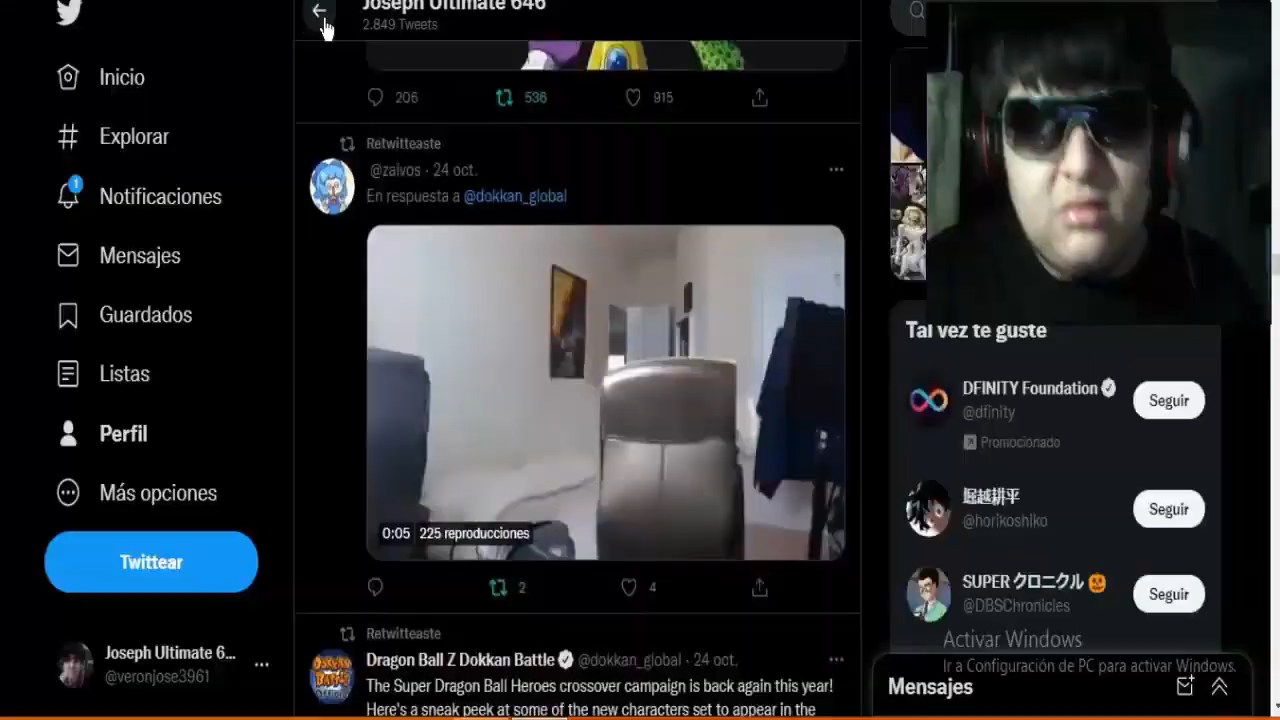 Joseph Ultimate 646
2.849 Tweets
Inicio
Explorar
1
Notificaciones
Mensajes
Guardados
Listas
Perfil
Más opciones
Twittear
Joseph Ultimate 6...
@veronjose3961
206
536
915
Retwitteaste
@zaivos · 24 oct.
En respuesta a @dokkan_global
0:05 225 reproducciones
2
4
Retwitteaste
Dragon Ball Z Dokkan Battle @dokkan_global · 24 oct.
The Super Dragon Ball Heroes crossover campaign is back again this year!
Here's a sneak peek at some of the new characters set to appear in the
Tal vez te guste
DFINITY Foundation
@dfinity
Promocionado
Seguir
堀越耕平
@horikoshiko
Seguir
SUPER クロニクル
@DBSChronicles
Seguir
Activar Windows
Ir a Configuración de PC para activar Windows.
Mensajes